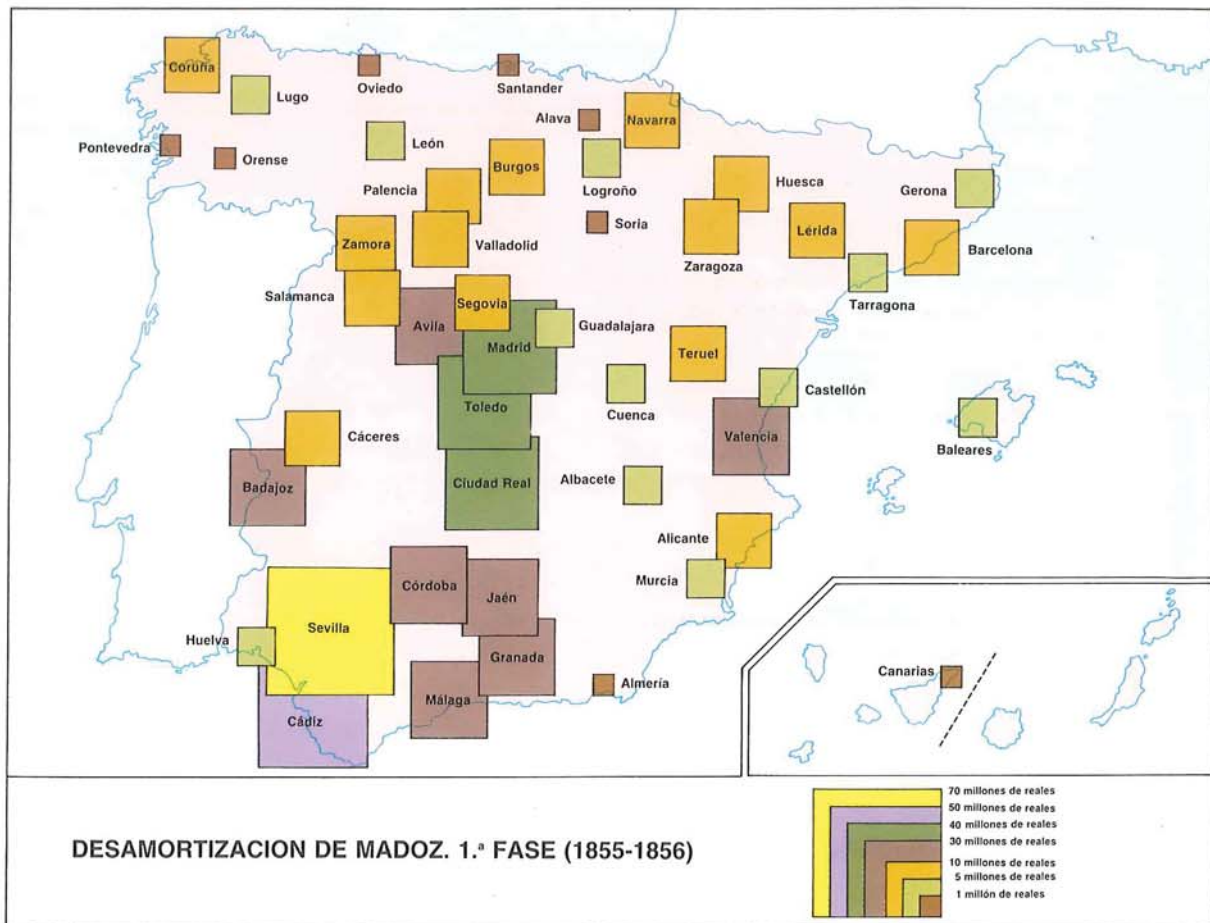 Coruña
Lugo
Oviedo
Santander
Alava
Navarra
Pontevedra
Orense
León
Burgos
Logroño
Palencia
Huesca
Gerona
Soria
Zamora
Valladolid
Zaragoza
Lérida
Barcelona
Salamanca
Tarragona
Avila
Segovia
Madrid
Guadalajara
Teruel
Toledo
Cuenca
Castellón
Cáceres
Valencia
Baleares
Badajoz
Ciudad Real
Albacete
Alicante
Murcia
Córdoba
Jaén
Huelva
Sevilla
Granada
Málaga
Almería
Cádiz
Canarias
70 millones de reales
50 millones de reales
40 millones de reales
30 millones de reales
10 millones de reales
5 millones de reales
1 millón de reales
DESAMORTIZACION DE MADOZ. 1.ª FASE (1855-1856)